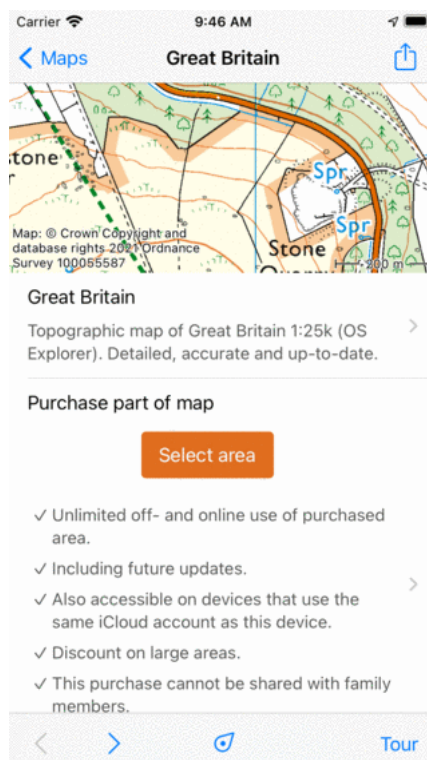 Carrier 9:46 AM
Maps Great Britain
tone
Spr
Spr
Map: © Crown Copyright and
database rights 2021 Ordnance
Survey 100055587
Stone
200 m
Great Britain
Topographic map of Great Britain 1:25k (OS
Explorer). Detailed, accurate and up-to-date.
Purchase part of map
Select area
✓ Unlimited off- and online use of purchased
area.
✓ Including future updates.
✓ Also accessible on devices that use the
same iCloud account as this device.
✓ Discount on large areas.
✓ This purchase cannot be shared with family
members.
Tour